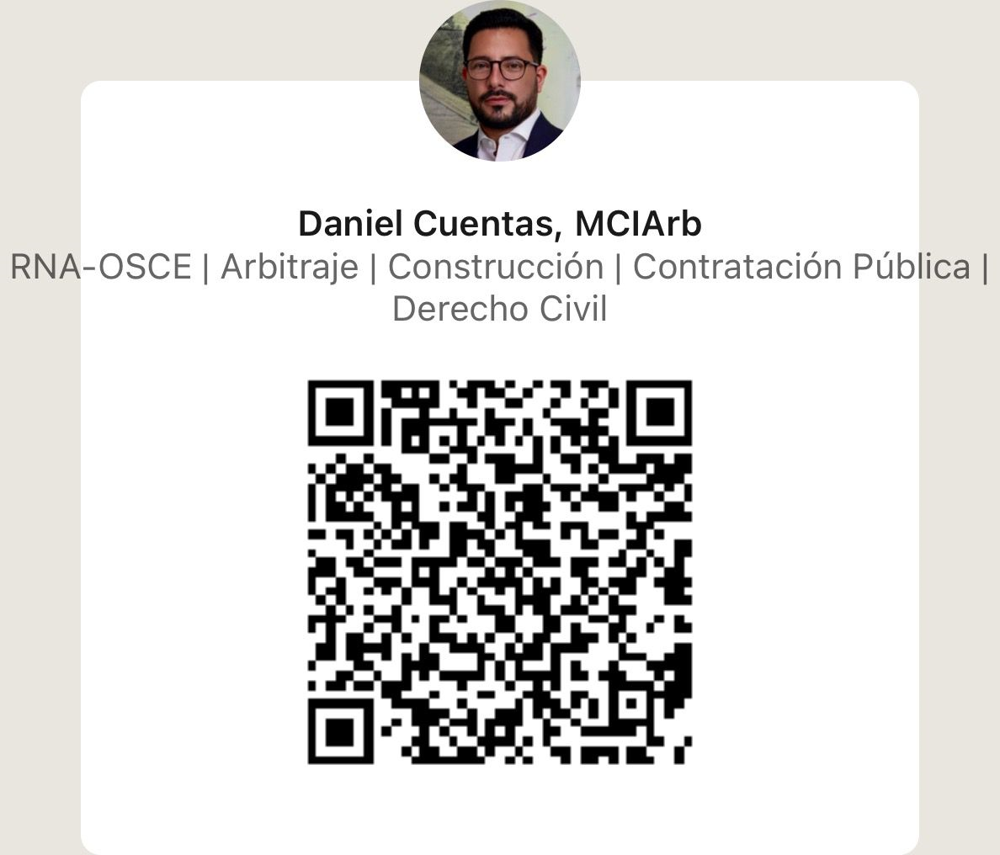 Daniel Cuentas, MCIArb
RNA-OSCE | Arbitraje | Construcción | Contratación Pública |
Derecho Civil